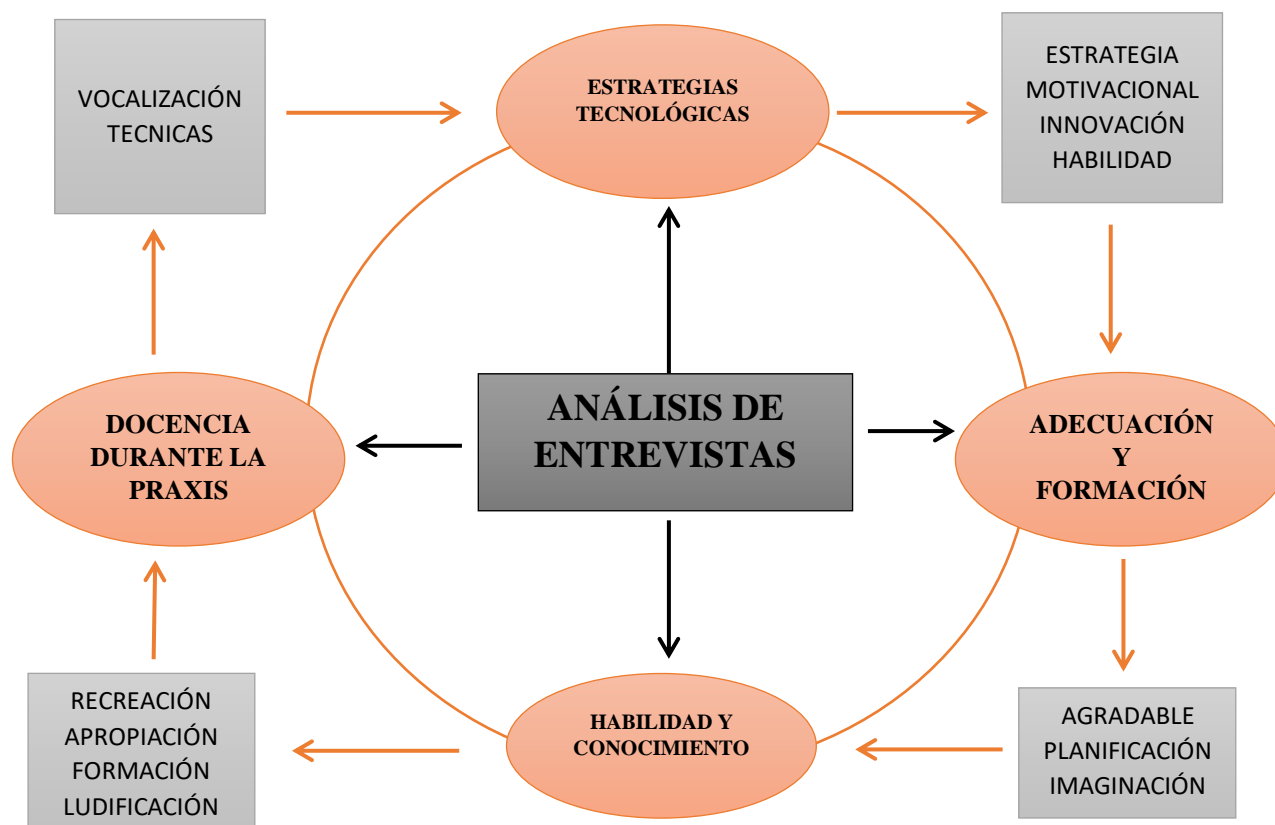 VOCALIZACIÓN
TECNICAS
ESTRATEGIAS
TECNOLÓGICAS
ESTRATEGIA
MOTIVACIONAL
INNOVACIÓN
HABILIDAD
DOCENCIA
DURANTE LA
PRAXIS
ANÁLISIS DE
ENTREVISTAS
ADECUACIÓN
Y
FORMACIÓN
RECREACIÓN
APROPIACIÓN
FORMACIÓN
LUDIFICACIÓN
HABILIDAD Y
CONOCIMIENTO
AGRADABLE
PLANIFICACIÓN
IMAGINACIÓN